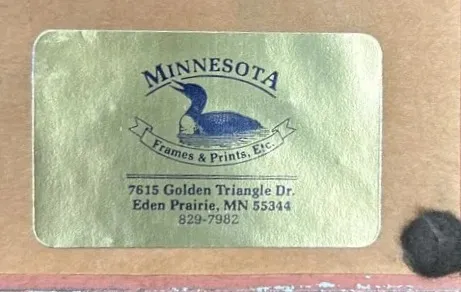 MINNESOTA
Frames & Prints, Etc.
7615 Golden Triangle Dr.
Eden Prairie, MN 55344
829-7982